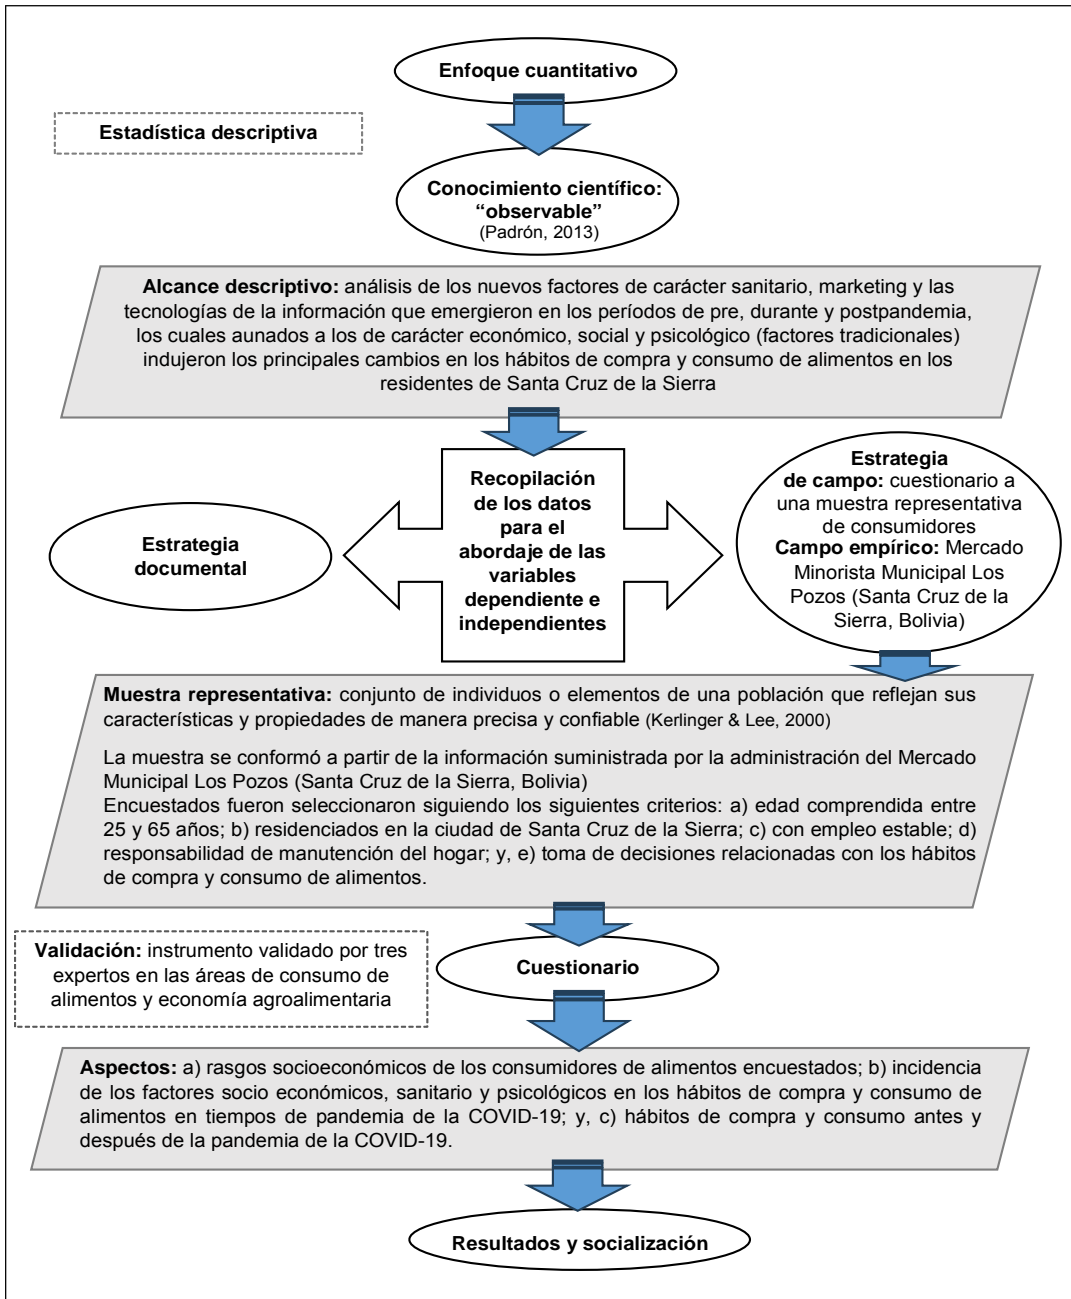 Enfoque cuantitativo
Estadística descriptiva
Conocimiento científico:
“observable”
(Padrón, 2013)
Alcance descriptivo: análisis de los nuevos factores de carácter sanitario, marketing y las
tecnologías de la información que emergieron en los períodos de pre, durante y postpandemia,
los cuales aunados a los de carácter económico, social y psicológico (factores tradicionales)
indujeron los principales cambios en los hábitos de compra y consumo de alimentos en los
residentes de Santa Cruz de la Sierra
Estrategia
documental
Recopilación
de los datos
para el
abordaje de las
variables
dependiente e
independientes
Estrategia
de campo: cuestionario a
una muestra representativa
de consumidores
Campo empírico: Mercado
Minorista Municipal Los
Pozos (Santa Cruz de la
Sierra, Bolivia)
Muestra representativa: conjunto de individuos o elementos de una población que reflejan sus
características y propiedades de manera precisa y confiable (Kerlinger & Lee, 2000)
La muestra se conformó a partir de la información suministrada por la administración del Mercado
Municipal Los Pozos (Santa Cruz de la Sierra, Bolivia)
Encuestados fueron seleccionaron siguiendo los siguientes criterios: a) edad comprendida entre
25 y 65 años; b) residenciados en la ciudad de Santa Cruz de la Sierra; c) con empleo estable; d)
responsabilidad de manutención del hogar; y, e) toma de decisiones relacionadas con los hábitos
de compra y consumo de alimentos.
Validación: instrumento validado por tres
expertos en las áreas de consumo de
alimentos y economía agroalimentaria
Cuestionario
Aspectos: a) rasgos socioeconómicos de los consumidores de alimentos encuestados; b) incidencia
de los factores socio económicos, sanitario y psicológicos en los hábitos de compra y consumo de
alimentos en tiempos de pandemia de la COVID-19; y, c) hábitos de compra y consumo antes y
después de la pandemia de la COVID-19.
Resultados y socialización